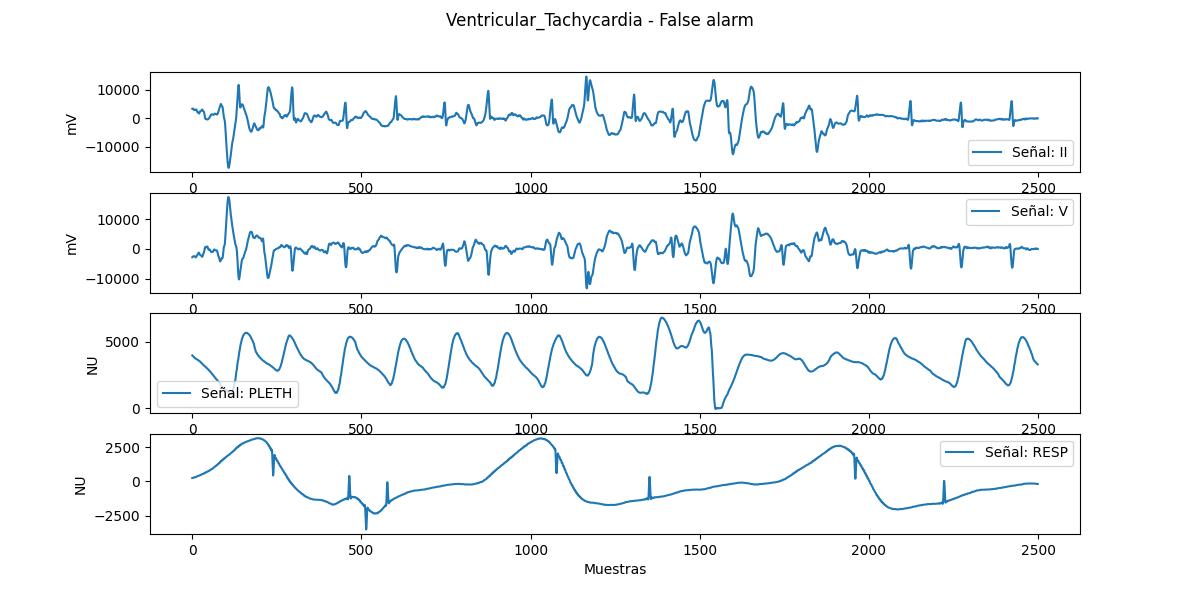 Ventricular_Tachycardia - False alarm
10000
0
−10000
mV
Señal: II
0 500 1000 1500 2000 2500
10000
0
−10000
mV
Señal: V
0 500 1000 1500 2000 2500
5000
0
NU
Señal: PLETH
0 500 1000 1500 2000 2500
2500
0
−2500
NU
Señal: RESP
0 500 1000 1500 2000 2500
Muestras